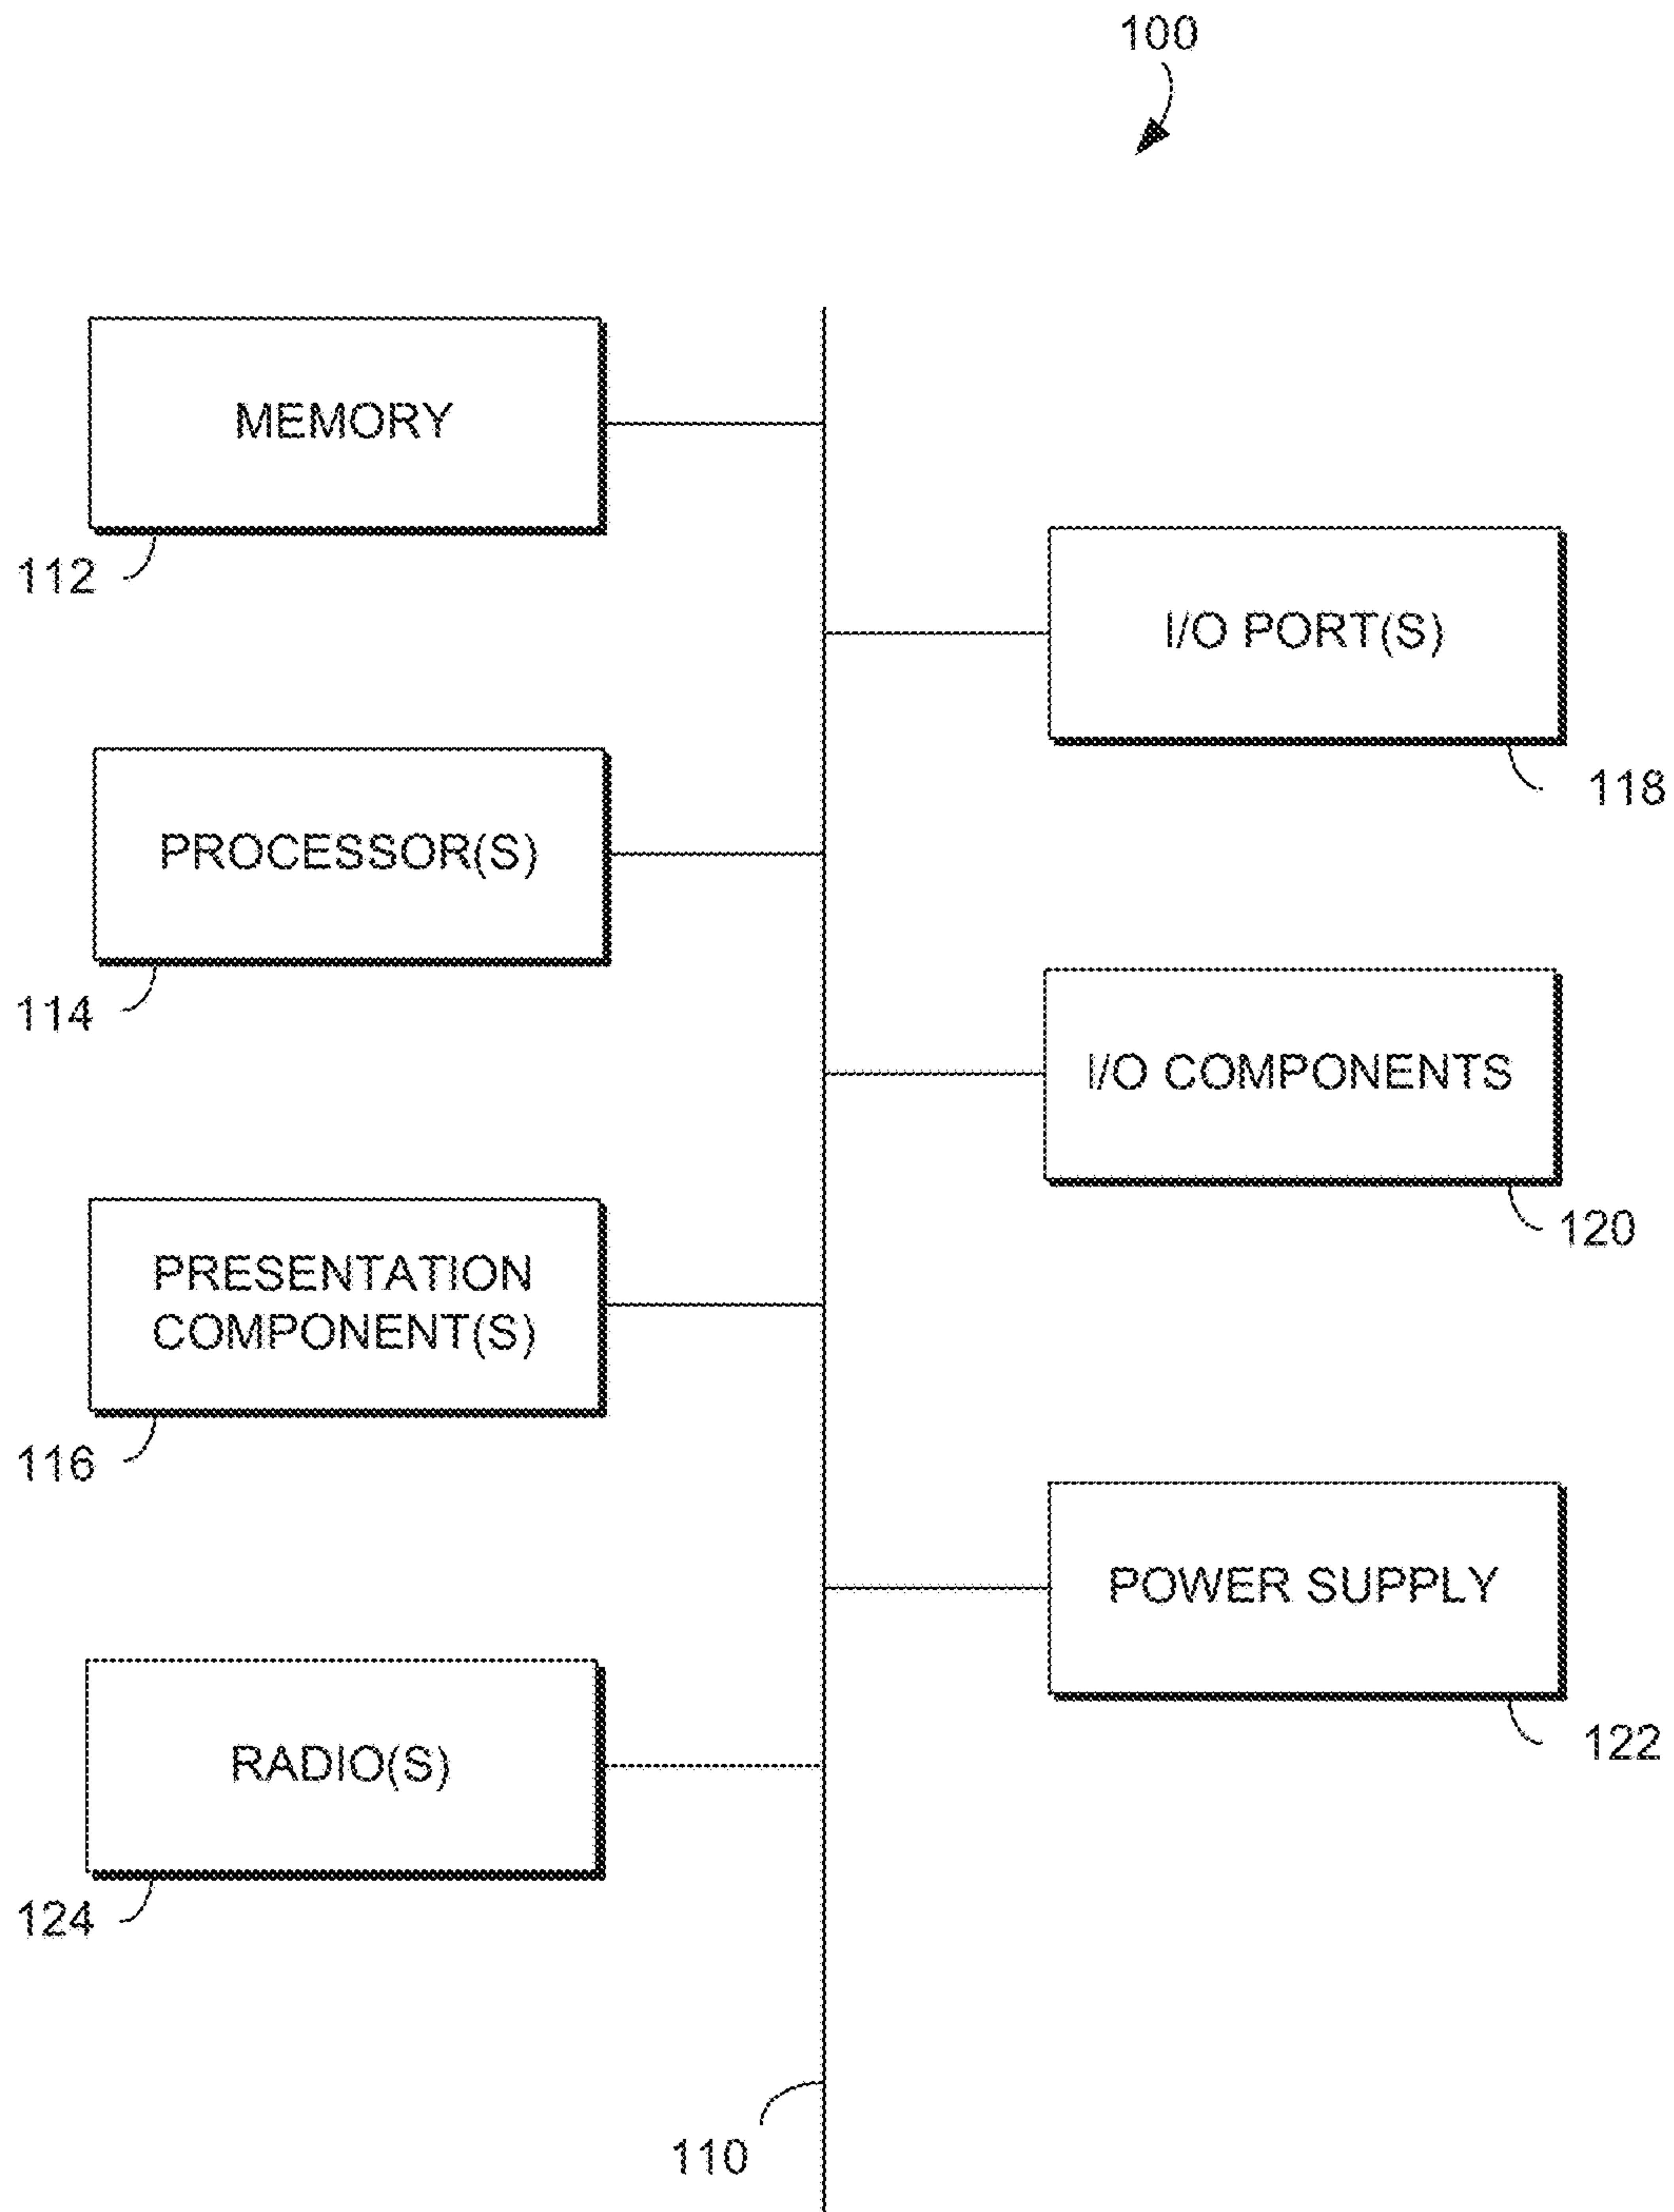 100
MEMORY
112
I/O PORT(S)
118
PROCESSOR(S)
114
I/O COMPONENTS
120
PRESENTATION
COMPONENT(S)
116
POWER SUPPLY
122
RADIO(S)
124
110